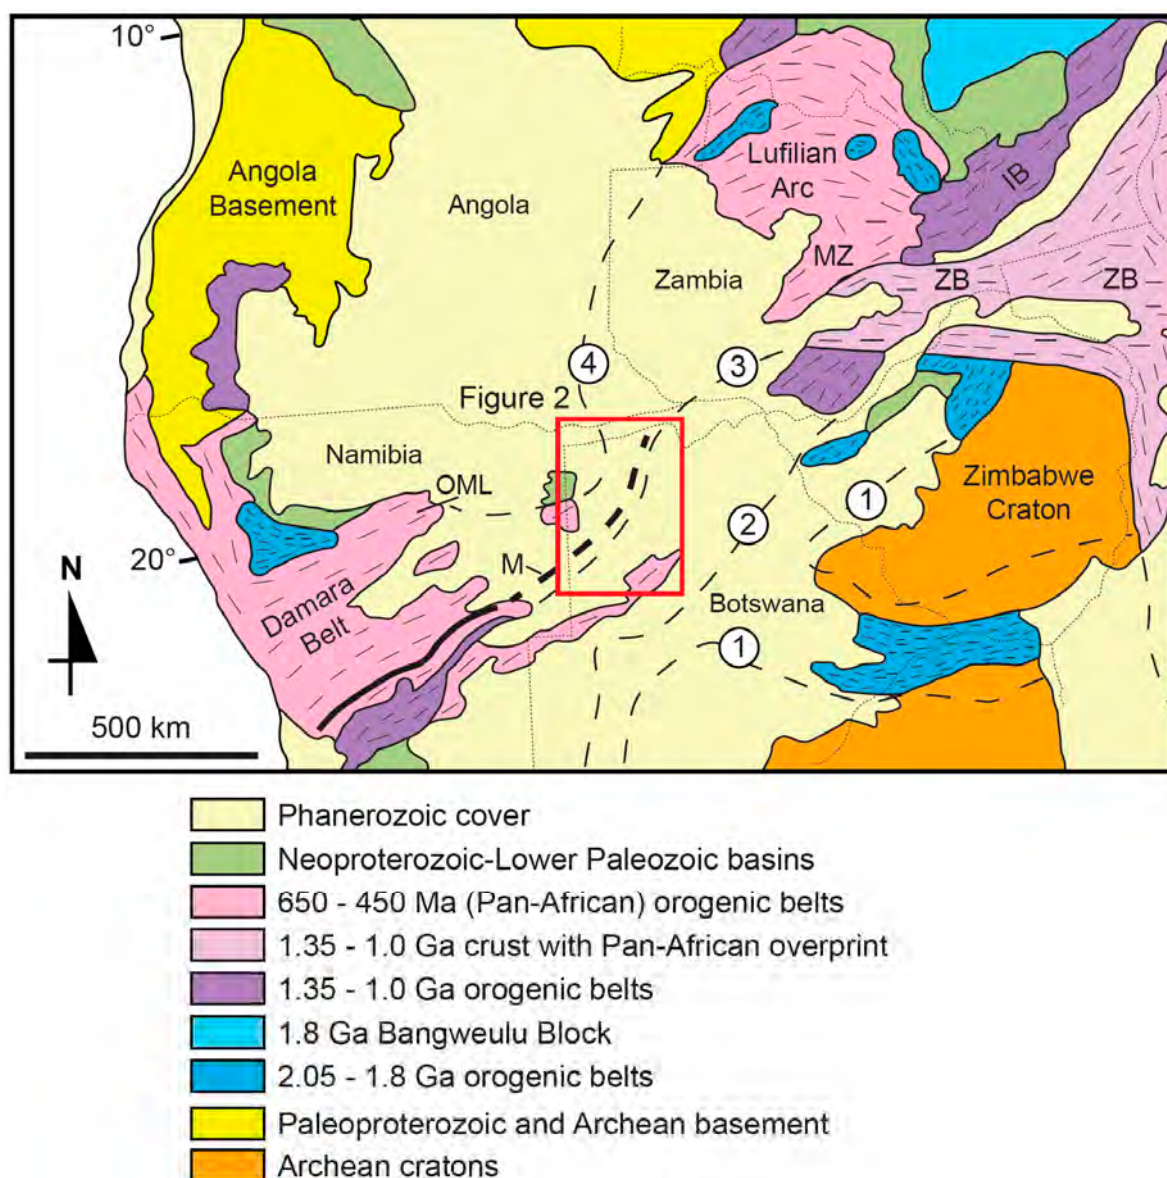 10°
Angola
Basement
Angola
Lufilian
Arc
IB
MZ
Zambia
ZB
ZB
4
3
Figure 2
Namibia
OML
1
Zimbabwe
Craton
2
20°
M
N
Damara
Belt
Botswana
1
500 km
Phanerozoic cover
Neoproterozoic-Lower Paleozoic basins
650 - 450 Ma (Pan-African) orogenic belts
1.35 - 1.0 Ga crust with Pan-African overprint
1.35 - 1.0 Ga orogenic belts
1.8 Ga Bangweulu Block
2.05 - 1.8 Ga orogenic belts
Paleoproterozoic and Archean basement
Archean cratons